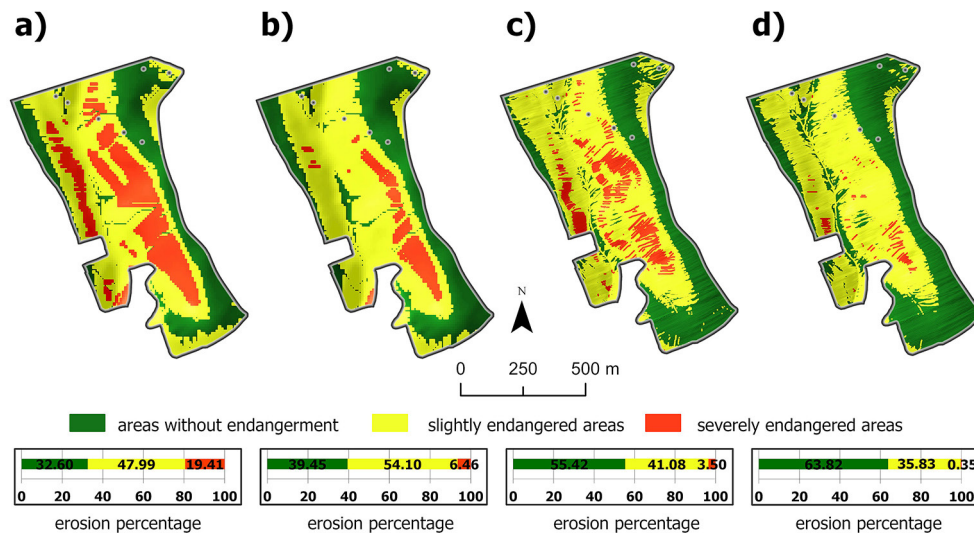 a)
b)
c)
d)
N
0 250 500 m
areas without endangerment slightly endangered areas severely endangered areas
32.60 47.99 19.41
39.45 54.10 6.46
55.42 41.08 3.50
63.82 35.83 0.35
0 20 40 60 80 100
0 20 40 60 80 100
0 20 40 60 80 100
0 20 40 60 80 100
erosion percentage
erosion percentage
erosion percentage
erosion percentage